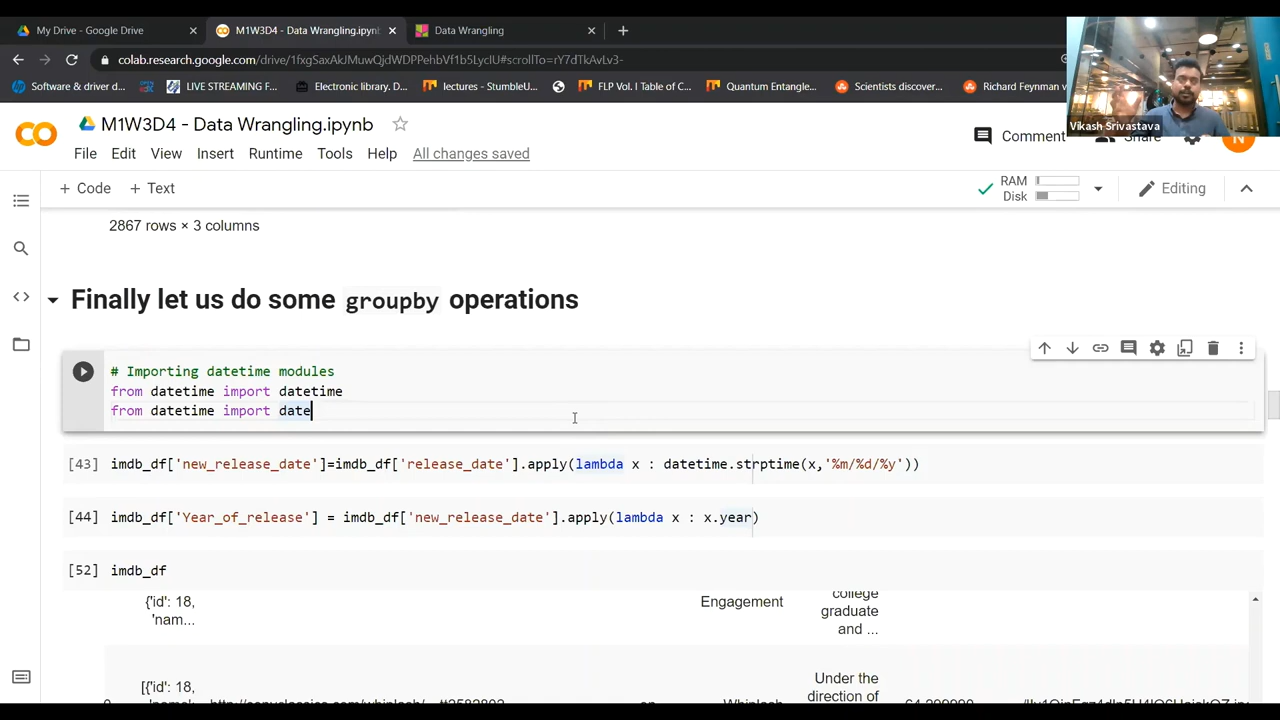 My Drive - Google Drive
M1W3D4 - Data Wrangling.ipynb
Data Wrangling
colab.research.google.com/drive/1fxgSaxAkJMuwQjdWDPPehbVf1b5LycIU#scrollTo=rY7dTkAvLv3-
Software & driver d...
LIVE STREAMING F...
Electronic library. D...
lectures - StumbleU...
FLP Vol. I Table of C...
Quantum Entangle...
Scientists discover...
Richard Feynman v
Vikash Srivastava
M1W3D4 - Data Wrangling.ipynb
Comment
Share
File Edit View Insert Runtime Tools Help All changes saved
+ Code + Text
RAM
Disk
Editing
2867 rows × 3 columns
Finally let us do some groupby operations
# Importing datetime modules
from datetime import datetime
from datetime import date
[43] imdb_df['new_release_date']=imdb_df['release_date'].apply(lambda x : datetime.strptime(x,'%m/%d/%y'))
[44] imdb_df['Year_of_release'] = imdb_df['new_release_date'].apply(lambda x : x.year)
[52] imdb_df
{'id': 18,
'nam...
Engagement
college
graduate
and ...
[{'id': 18,
Under the
direction of